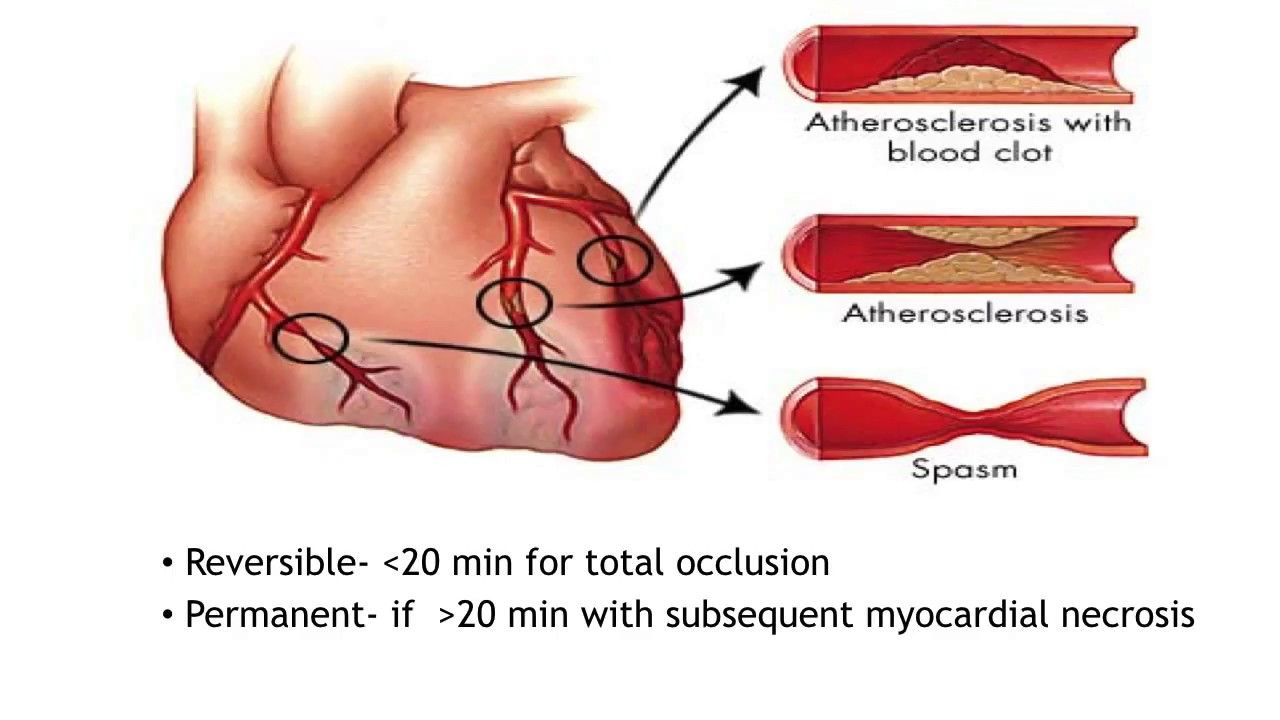 Atherosclerosis with
blood clot
Atherosclerosis
Spasm
• Reversible- <20 min for total occlusion
• Permanent- if  >20 min with subsequent myocardial necrosis